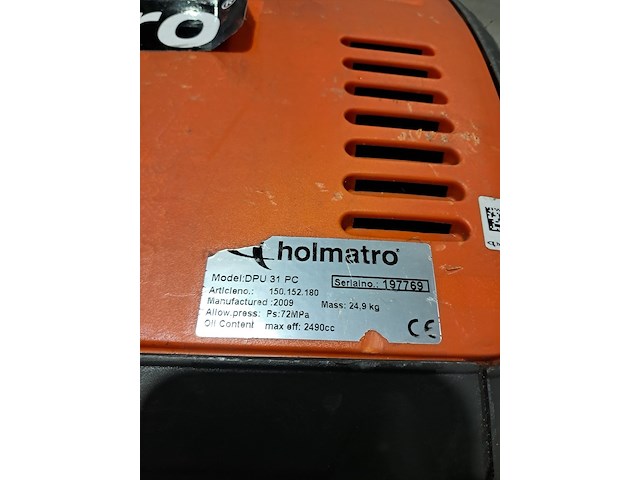 ro®
holmatro®
Model:DPU 31 PC
Serialno.: 197769
Articleno.: 150.152.180
Manufactured :2009 Mass: 24,9 kg
Allow.press: Ps:72MPa
Oil Content max eff: 2490cc
CE